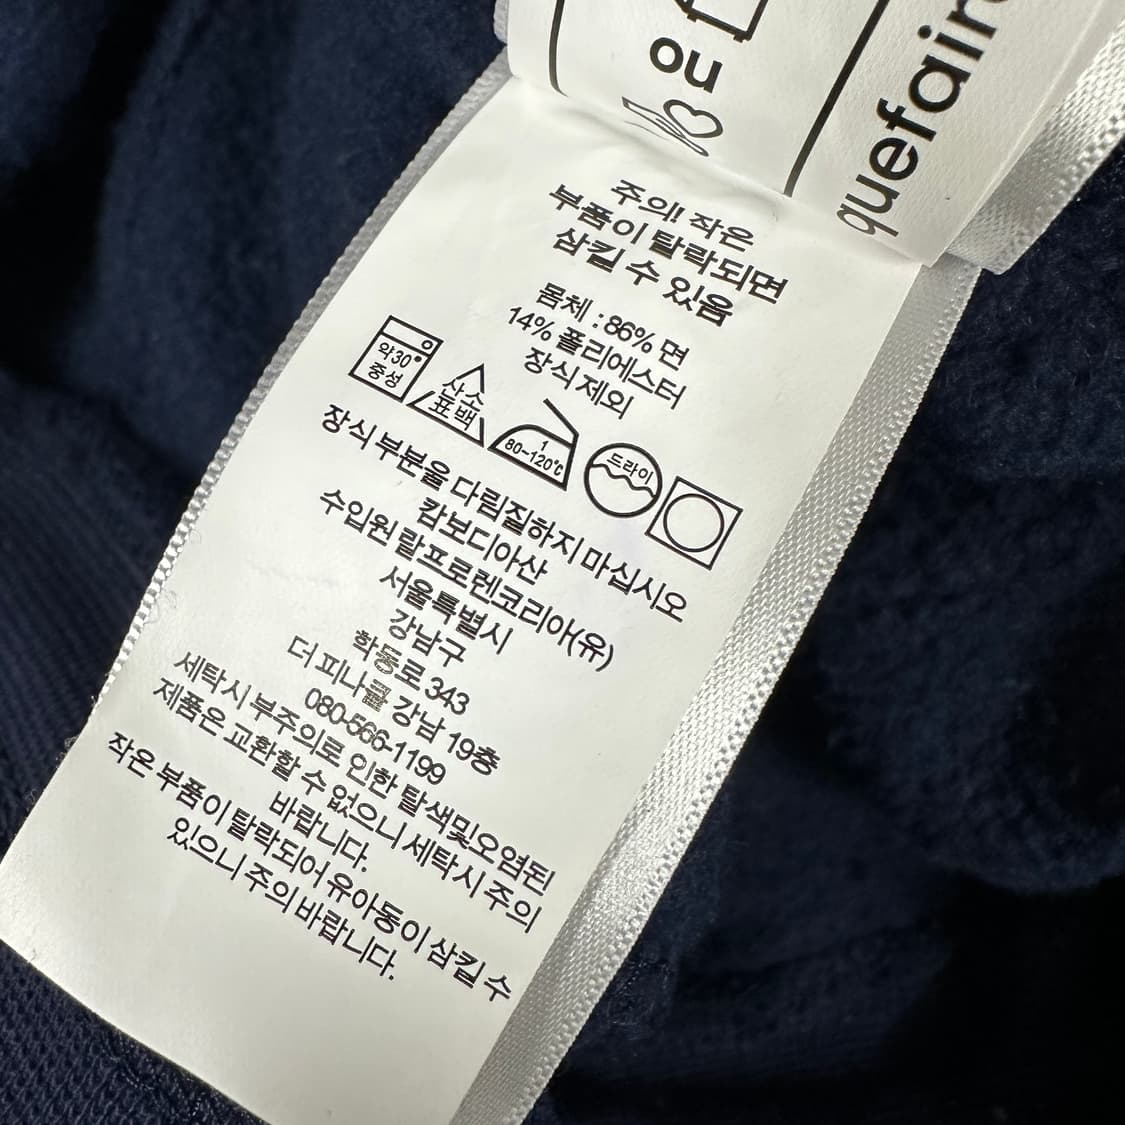 ou
quefair
주의! 작은
부품이 탈락되면
삼킬 수 있음
몸체 : 86% 면
14% 폴리에스터
장식 제외
약30°
중성
산소
표백
1
80~120℃
드라이
장식 부분을 다림질하지 마십시오
캄보디아산
수입원 랄프로렌코리아(유)
서울특별시
강남구
학동로 343
더 피나클 강남 19층
080-566-1199
세탁시 부주의로 인한 탈색및오염된
제품은 교환할 수 없으니 세탁시 주의
바랍니다.
작은 부품이 탈락되어 유아동이 삼킬 수
있으니 주의 바랍니다.